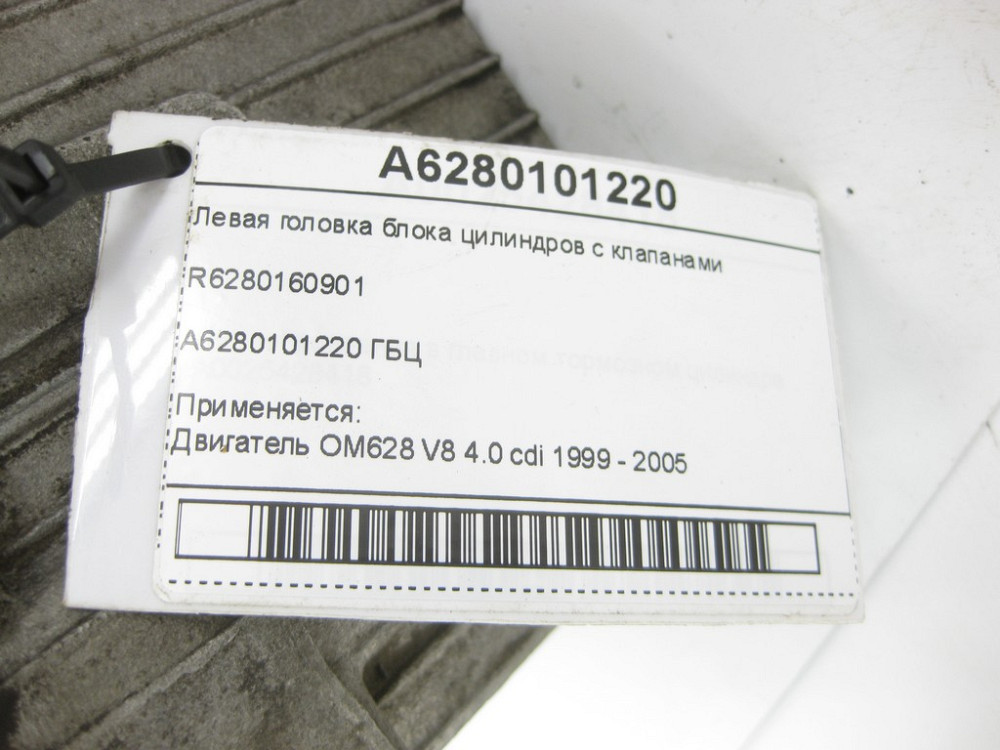 A6280101220
Левая головка блока цилиндров с клапанами
R6280160901
A6280101220 ГБЦ
Применяется:
Двигатель OM628 V8 4.0 cdi 1999 - 2005